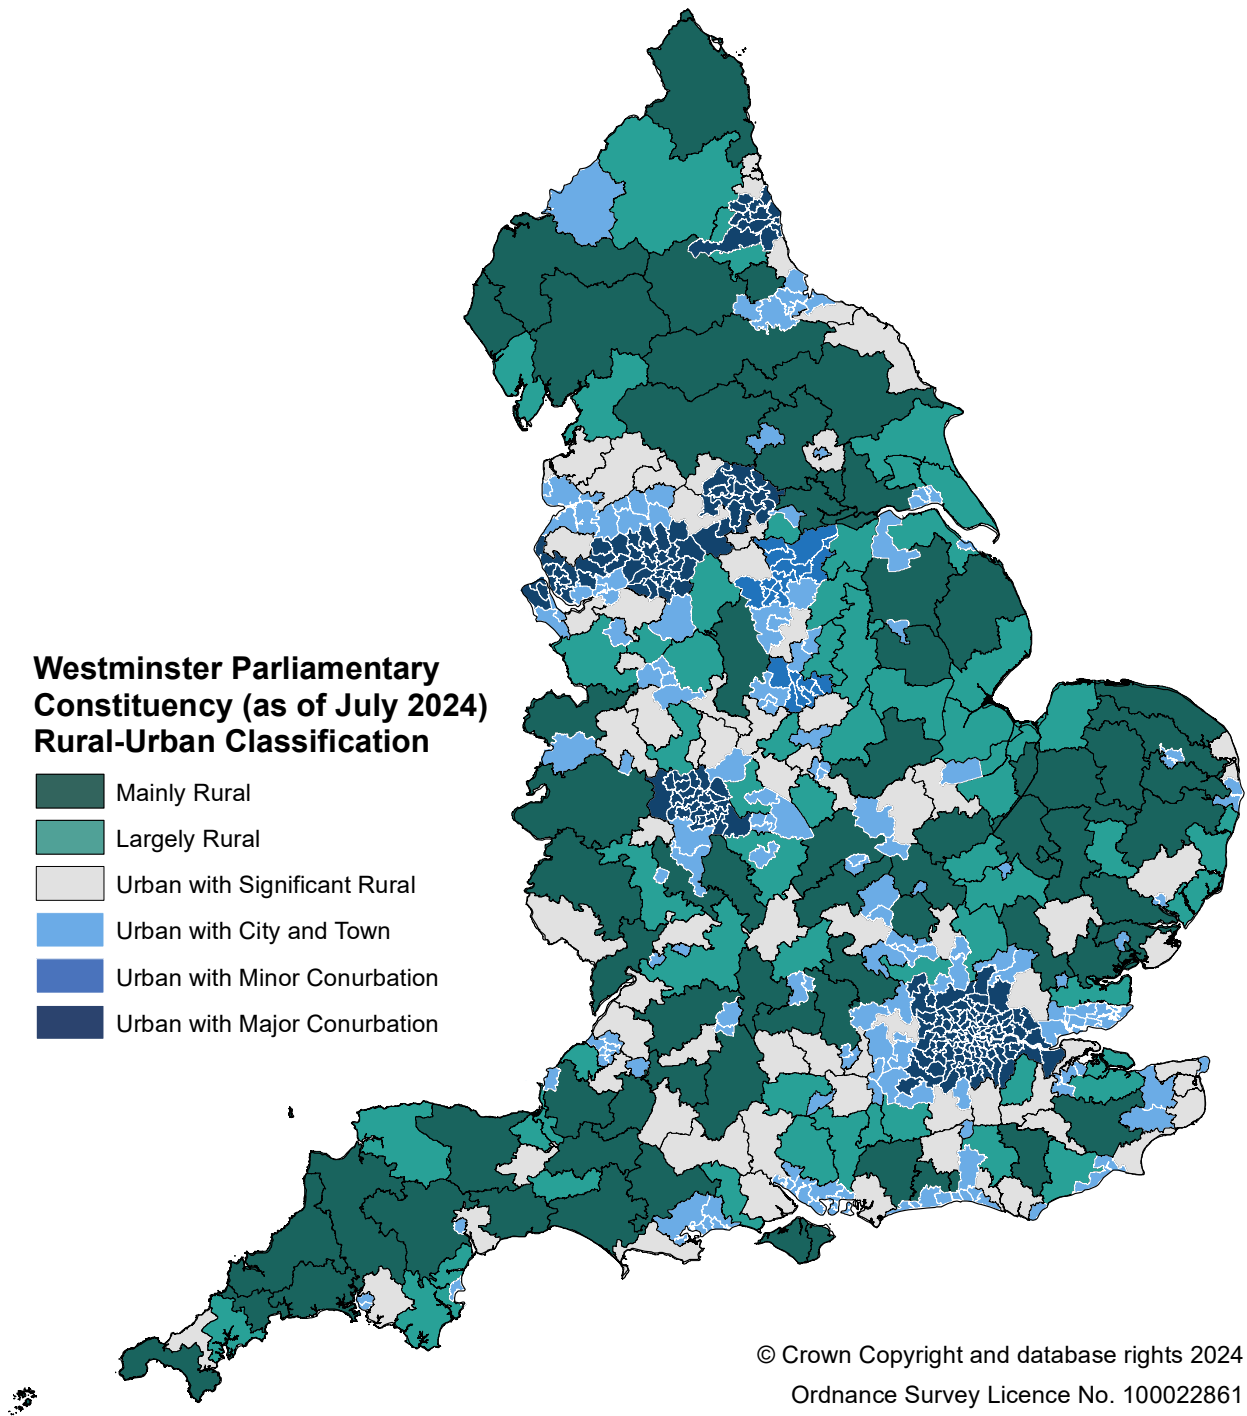 Westminster Parliamentary
Constituency (as of July 2024)
Rural-Urban Classification
Mainly Rural
Largely Rural
Urban with Significant Rural
Urban with City and Town
Urban with Minor Conurbation
Urban with Major Conurbation
© Crown Copyright and database rights 2024
Ordnance Survey Licence No. 100022861